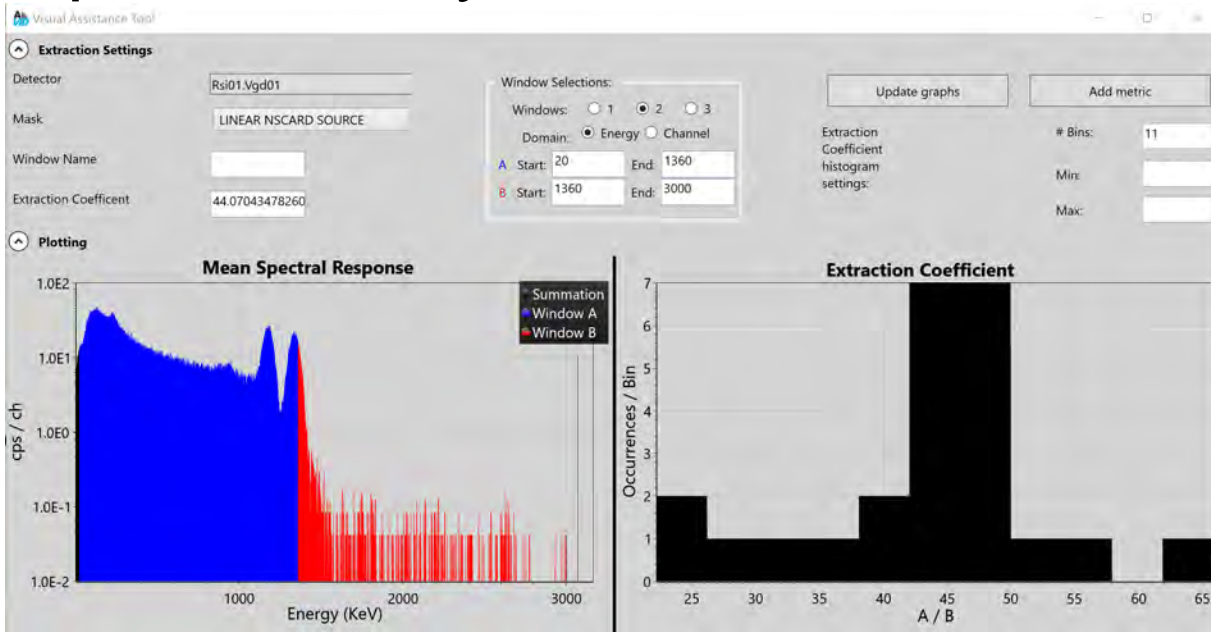 Visual Assistance Tool
Extraction Settings
Detector
Rsi01.Vgd01
Mask
LINEAR NSCARD SOURCE
Window Name
Extraction Coefficent
44.07043478260
Window Selections:
Windows: 1 2 3
Domain: Energy Channel
A Start: 20 End: 1360
B Start: 1360 End: 3000
Update graphs
Add metric
Extraction
Coefficient
histogram
settings:
# Bins: 11
Min:
Max:
Plotting
Mean Spectral Response
1.0E2
1.0E1
1.0E0
1.0E-1
1.0E-2
cps / ch
Summation
Window A
Window B
1000 2000 3000
Energy (KeV)
Extraction Coefficient
7
6
5
4
3
2
1
0
Occurrences / Bin
25 30 35 40 45 50 55 60 65
A / B